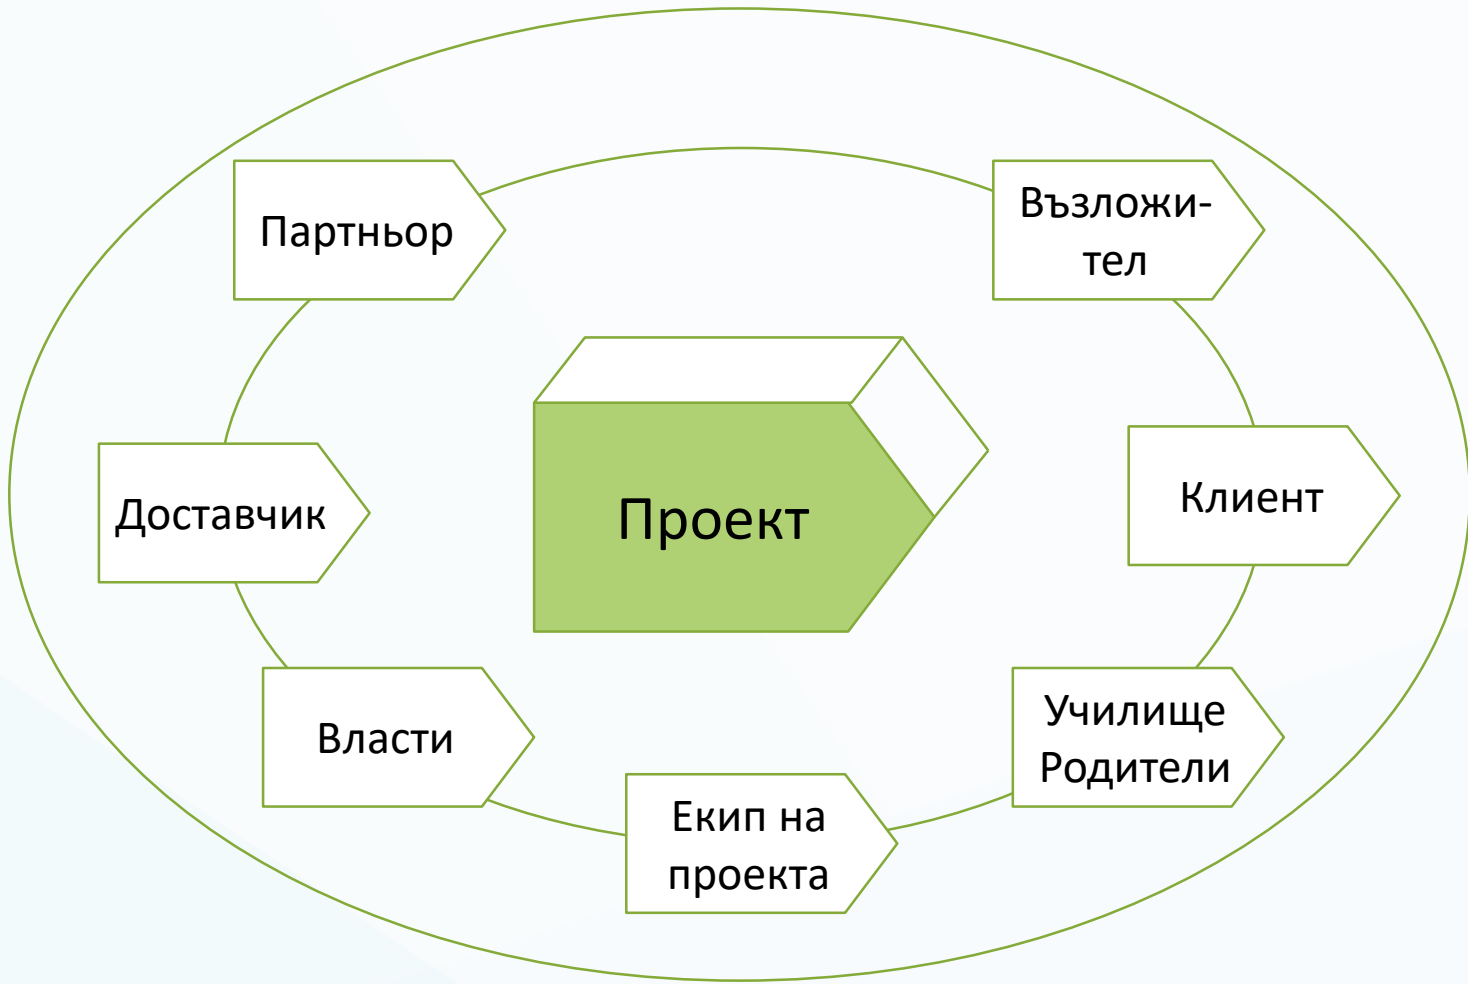 Партньор
Възложи-
тел
Доставчик
Проект
Клиент
Власти
Училище
Родители
Екип на
проекта